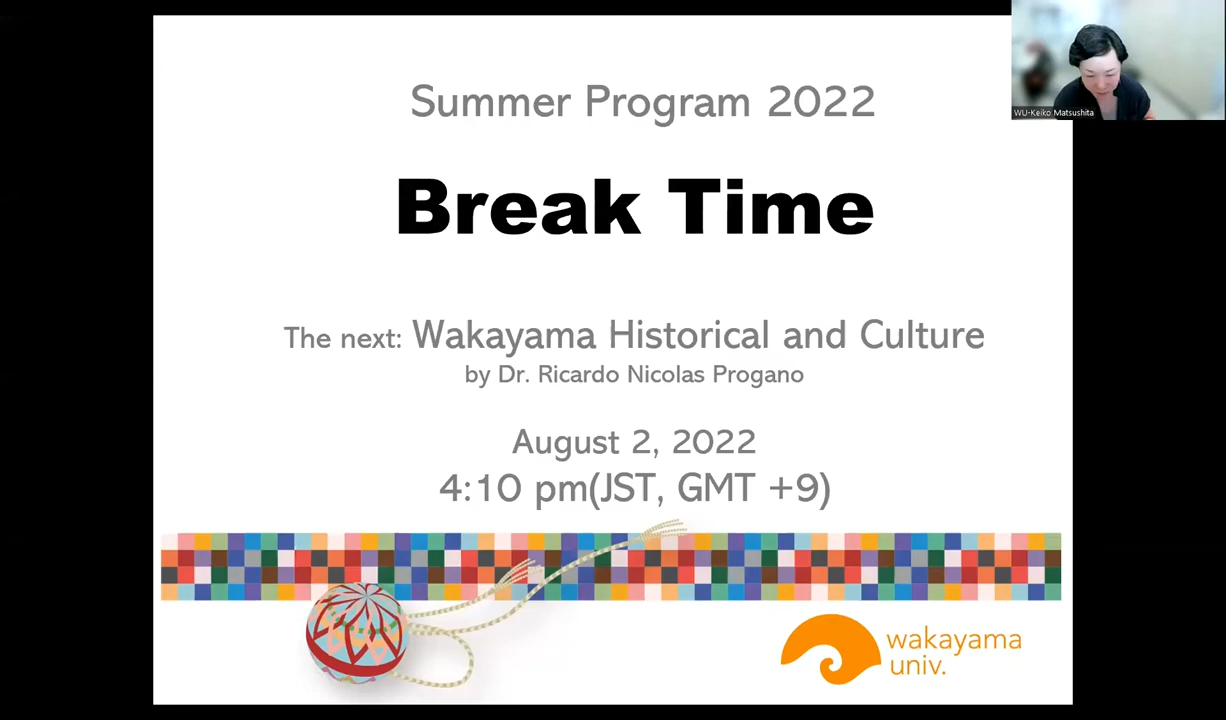 Summer Program 2022
WU-Keiko Matsushita
Break Time
The next: Wakayama Historical and Culture
by Dr. Ricardo Nicolas Progano
August 2, 2022
4:10 pm(JST, GMT +9)
wakayama
univ.